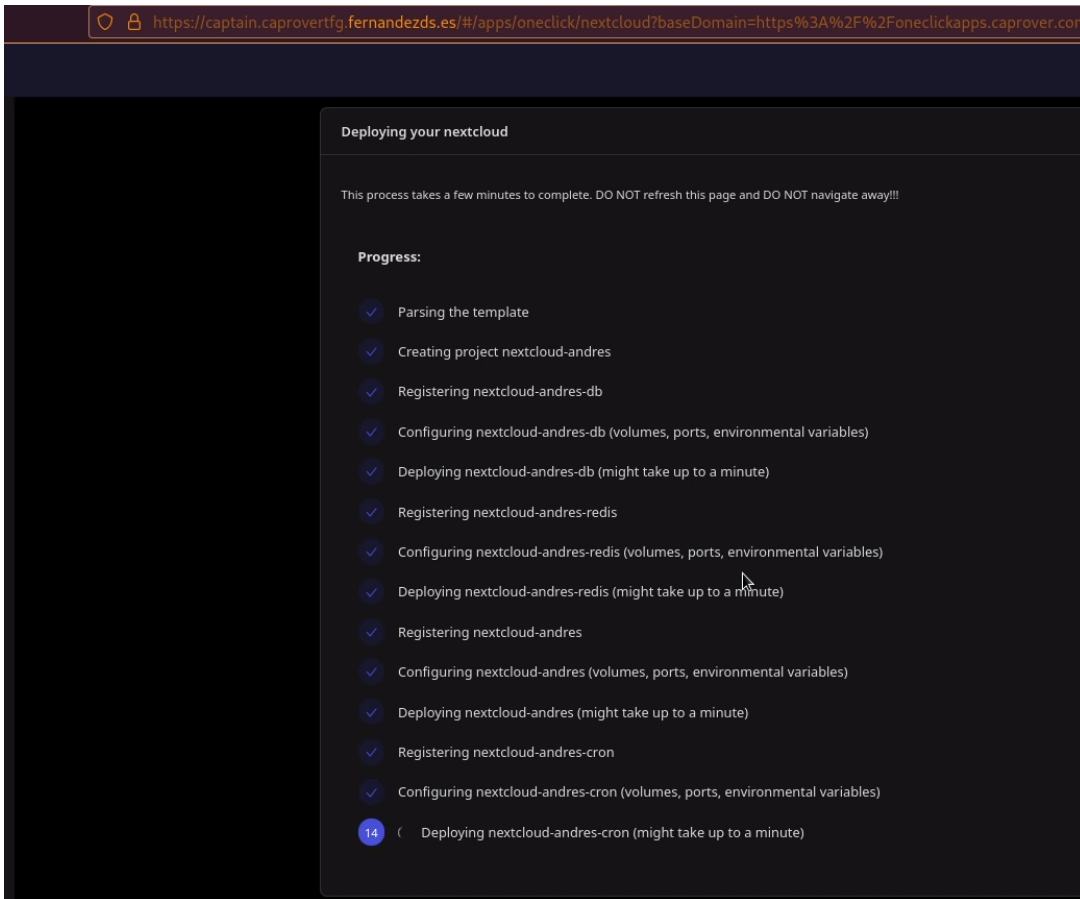 https://captain.caprovertfg.fernandezds.es/#/apps/oneclick/nextcloud?baseDomain=https%3A%2F%2Foneclickapps.caprover.com
Deploying your nextcloud
This process takes a few minutes to complete. DO NOT refresh this page and DO NOT navigate away!!!
Progress:
Parsing the template
Creating project nextcloud-andres
Registering nextcloud-andres-db
Configuring nextcloud-andres-db (volumes, ports, environmental variables)
Deploying nextcloud-andres-db (might take up to a minute)
Registering nextcloud-andres-redis
Configuring nextcloud-andres-redis (volumes, ports, environmental variables)
Deploying nextcloud-andres-redis (might take up to a minute)
Registering nextcloud-andres
Configuring nextcloud-andres (volumes, ports, environmental variables)
Deploying nextcloud-andres (might take up to a minute)
Registering nextcloud-andres-cron
Configuring nextcloud-andres-cron (volumes, ports, environmental variables)
14 Deploying nextcloud-andres-cron (might take up to a minute)